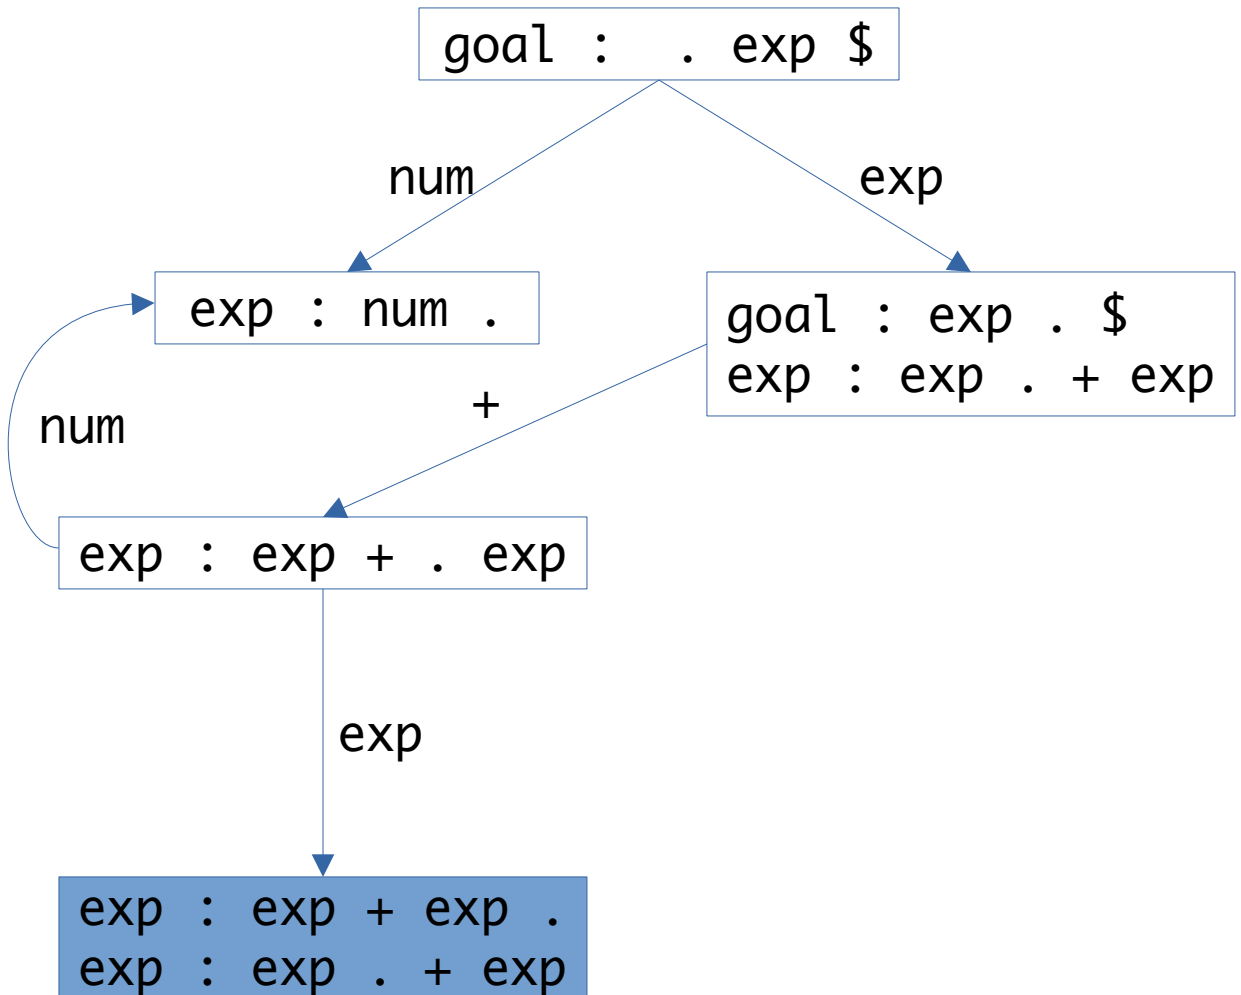 goal : . exp $
num
exp
exp : num .
goal : exp . $
exp : exp . + exp
+
num
exp : exp + . exp
exp
exp : exp + exp .
exp : exp . + exp